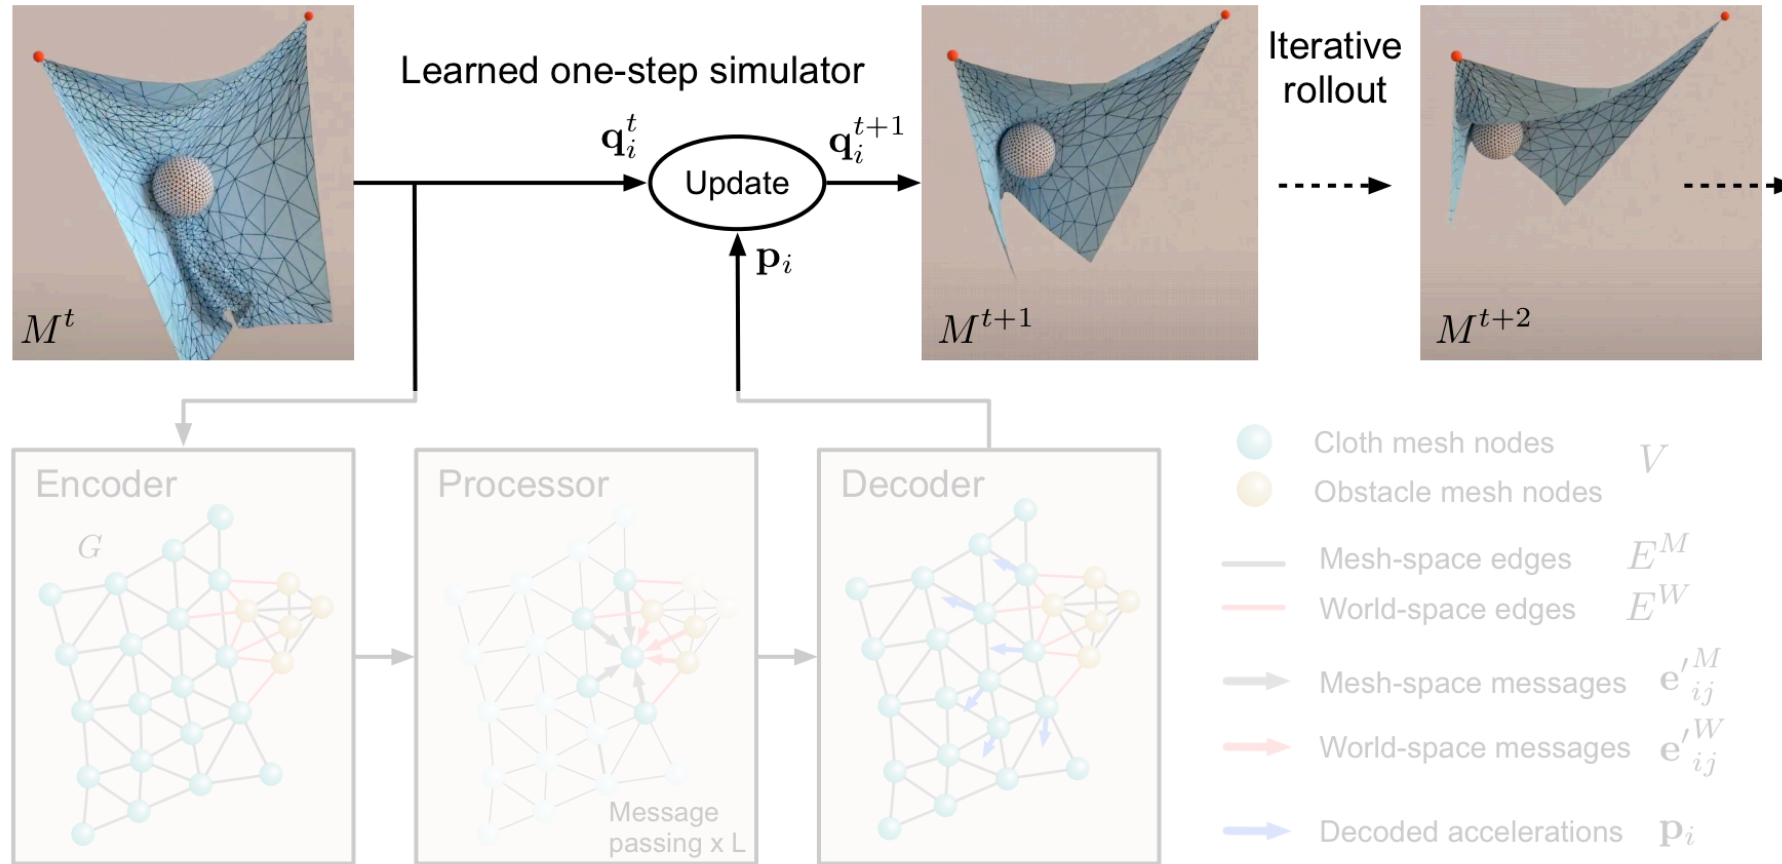 Learned one-step simulator
Iterative
rollout
q_i^t
q_i^{t+1}
Update
p_i
M^t
M^{t+1}
M^{t+2}
Encoder
G
Processor
Message
passing x L
Decoder
Cloth mesh nodes
V
Obstacle mesh nodes
Mesh-space edges E^M
World-space edges E^W
Mesh-space messages e'_{ij}^M
World-space messages e'_{ij}^W
Decoded accelerations p_i